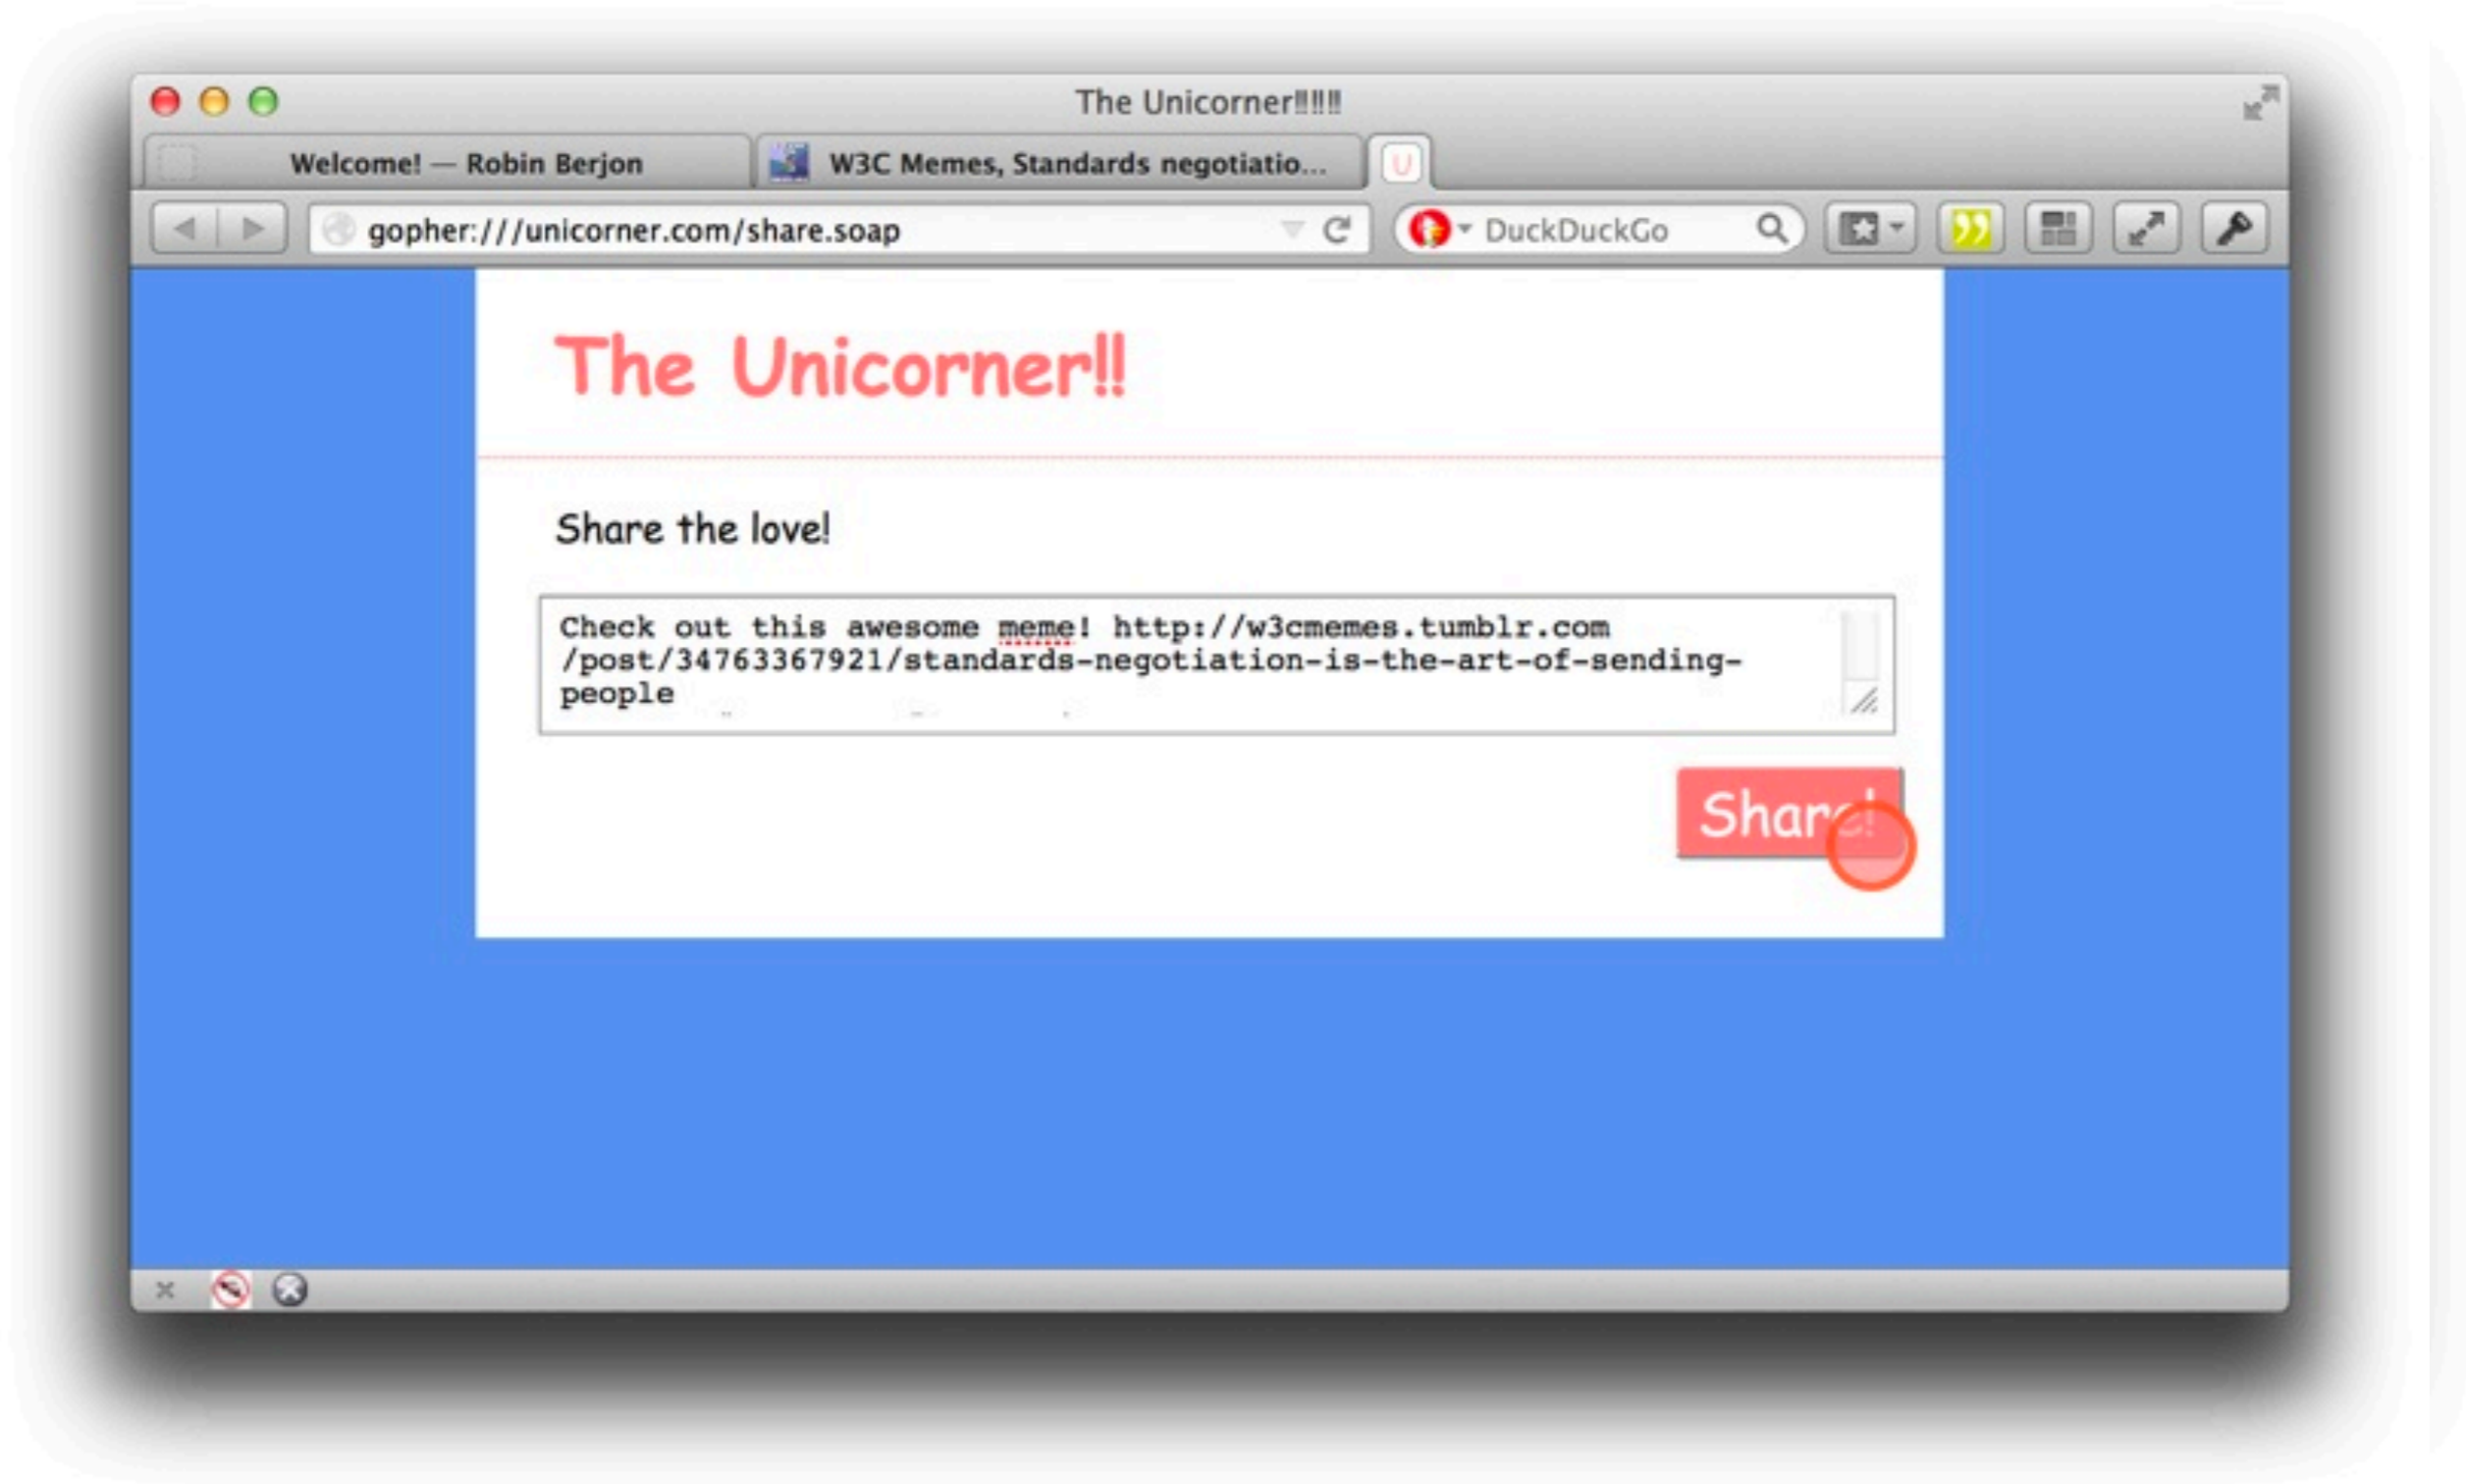 The Unicorner!!!!!!
Welcome! — Robin Berjon
W3C Memes, Standards negotiatio...
U
gopher:///unicorner.com/share.soap
DuckDuckGo
The Unicorner!!
Share the love!
Check out this awesome meme! http://w3cmemes.tumblr.com
/post/34763367921/standards-negotiation-is-the-art-of-sending-
people
Share!